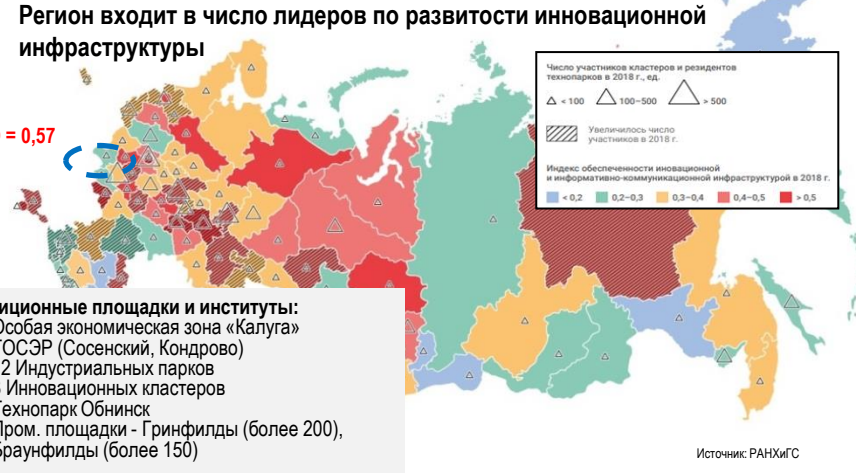 Регион входит в число лидеров по развитости инновационной
инфраструктуры
Число участников кластеров и резидентов
технопарков в 2018 г., ед.
< 100 100–500 > 500
Увеличилось число
участников в 2018 г.
Индекс обеспеченности иновационной
и информативно-коммуникационной инфраструктурой в 2018 г.
< 0,2 0,2–0,3 0,3–0,4 0,4–0,5 > 0,5
= 0,57
площадки и институты:
Особая экономическая зона «Калуга»
ТОСЭР (Сосенский, Кондрово)
2 Индустриальных парков
Инновационных кластеров
Технопарк Обнинск
Пром. площадки - Гринфилды (более 200),
Браунфилды (более 150)
Источник: РАНХиГС